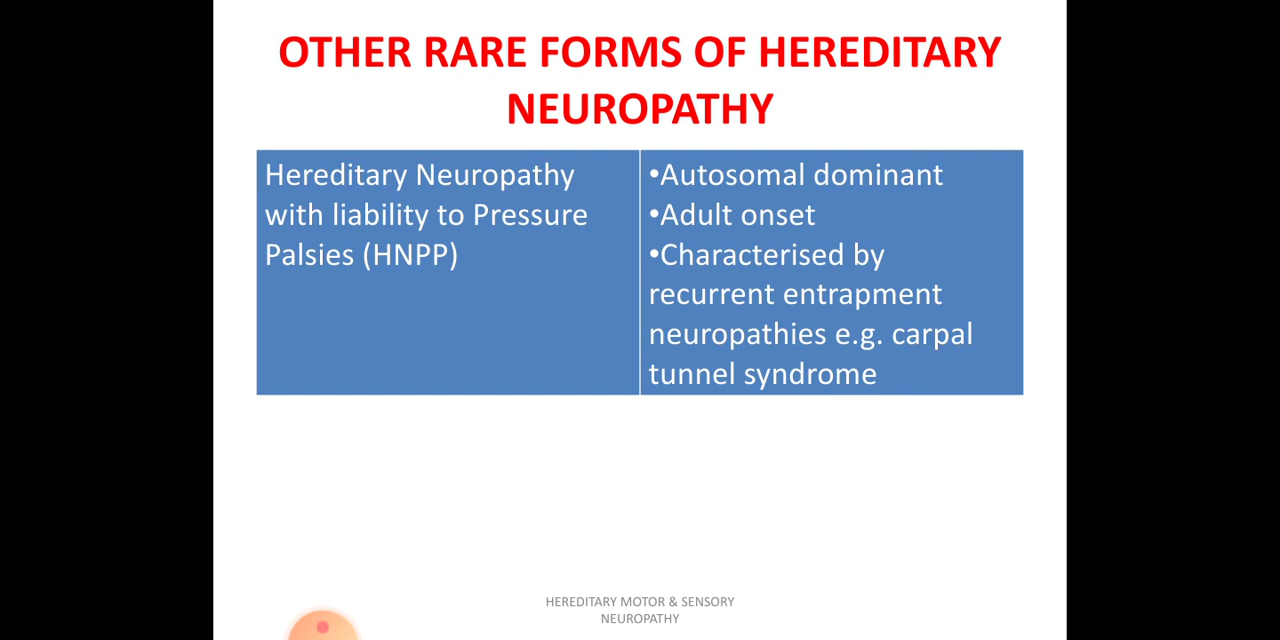 OTHER RARE FORMS OF HEREDITARY
NEUROPATHY
Hereditary Neuropathy
with liability to Pressure
Palsies (HNPP)
•Autosomal dominant
•Adult onset
•Characterised by
recurrent entrapment
neuropathies e.g. carpal
tunnel syndrome
HEREDITARY MOTOR & SENSORY
NEUROPATHY